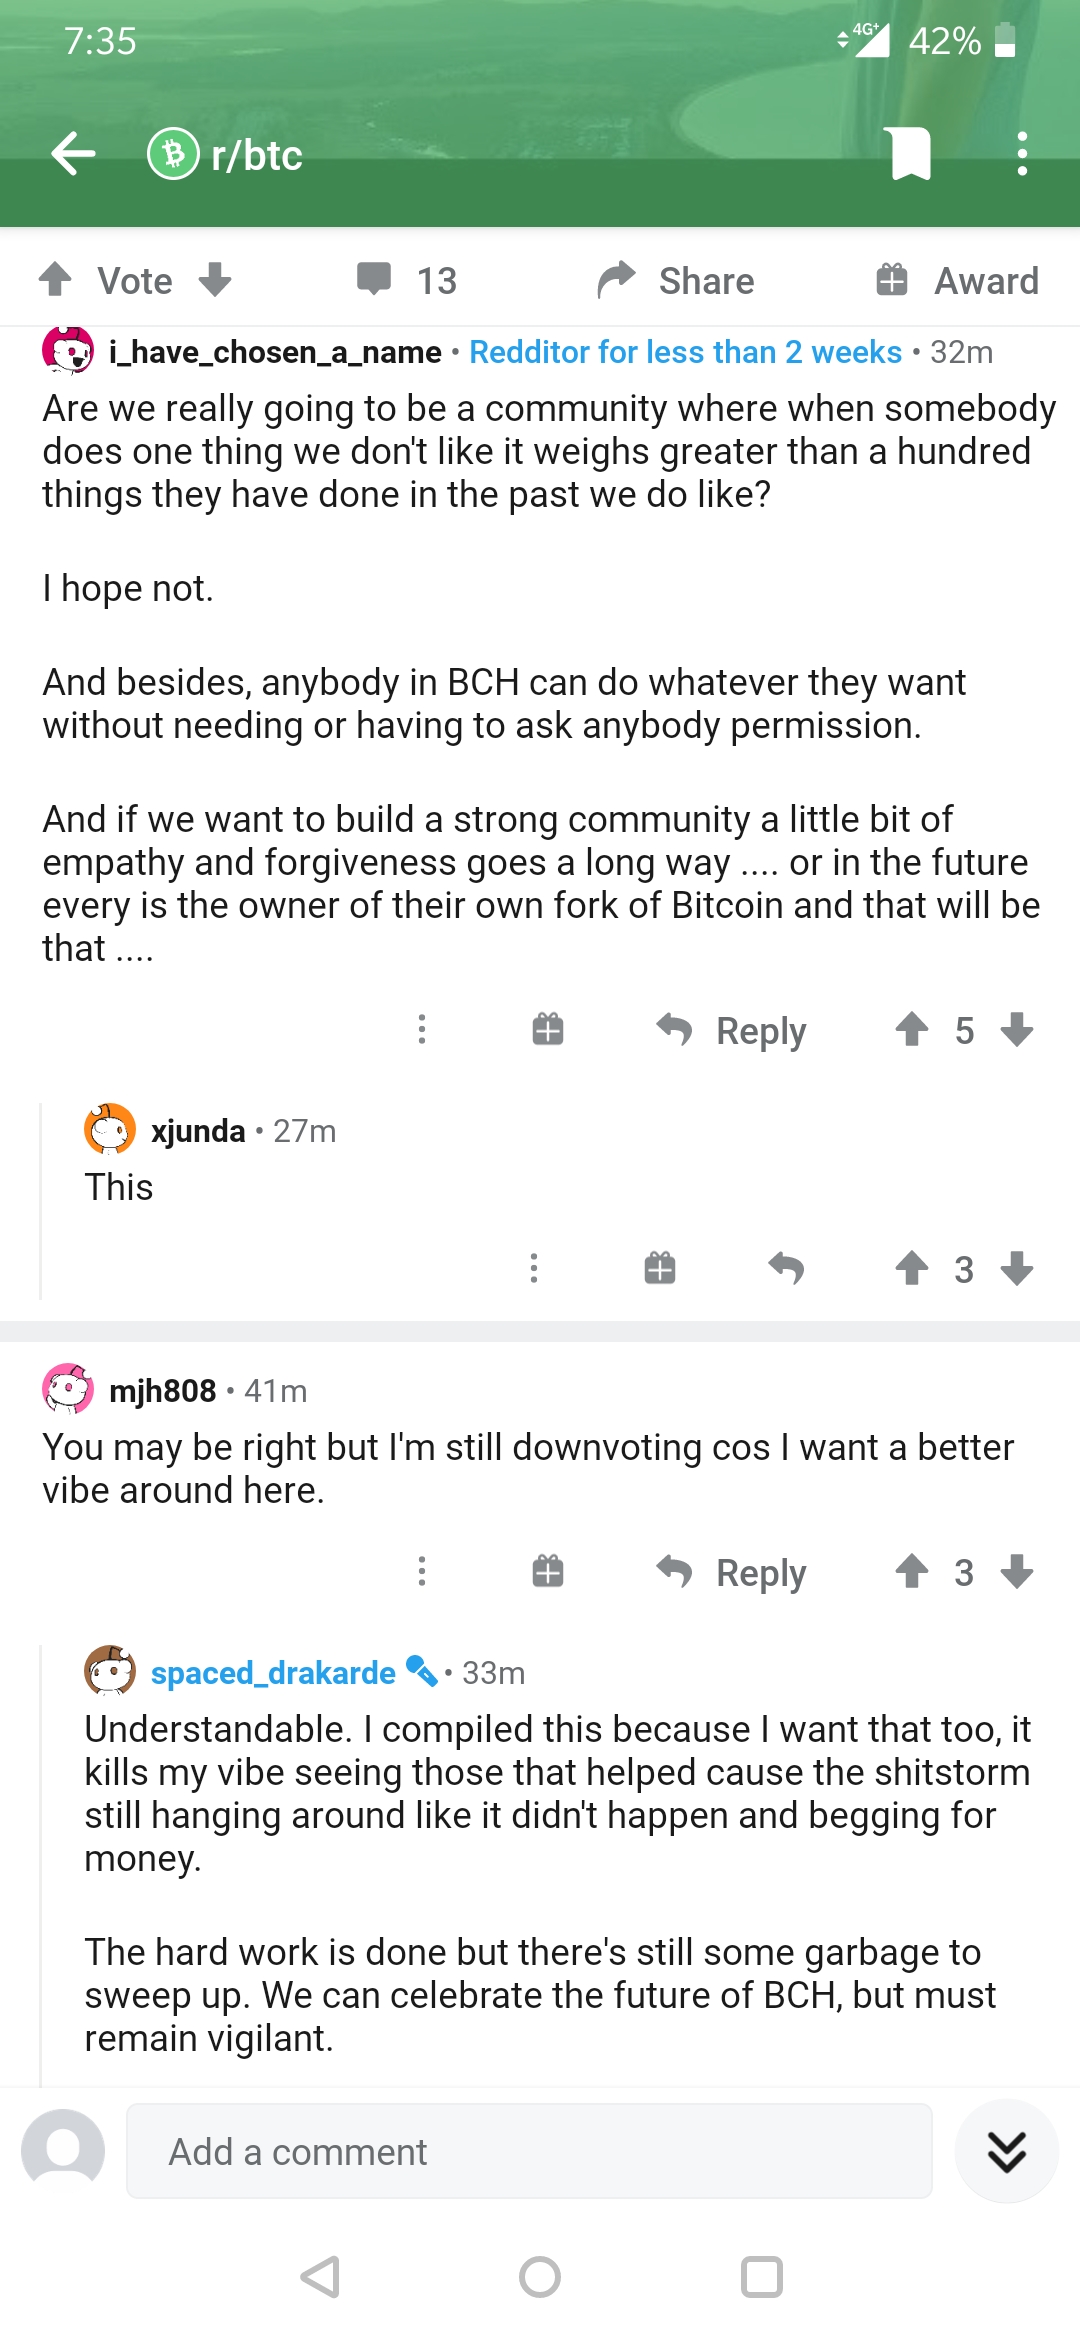 7:35
4G+
42%
r/btc
Vote
13
Share
Award
i_have_chosen_a_name • Redditor for less than 2 weeks • 32m
Are we really going to be a community where when somebody
does one thing we don't like it weighs greater than a hundred
things they have done in the past we do like?
I hope not.
And besides, anybody in BCH can do whatever they want
without needing or having to ask anybody permission.
And if we want to build a strong community a little bit of
empathy and forgiveness goes a long way .... or in the future
every is the owner of their own fork of Bitcoin and that will be
that ....
Reply
5
xjunda • 27m
This
3
mjh808 • 41m
You may be right but I'm still downvoting cos I want a better
vibe around here.
Reply
3
spaced_drakarde • 33m
Understandable. I compiled this because I want that too, it
kills my vibe seeing those that helped cause the shitstorm
still hanging around like it didn't happen and begging for
money.
The hard work is done but there's still some garbage to
sweep up. We can celebrate the future of BCH, but must
remain vigilant.
Add a comment